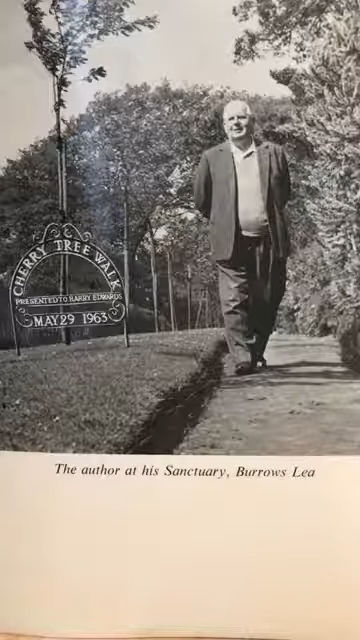 CHERRY TREE WALK
PRESENTED TO HARRY EDWARDS
MAY 29 1963
The author at his Sanctuary, Burrows Lea